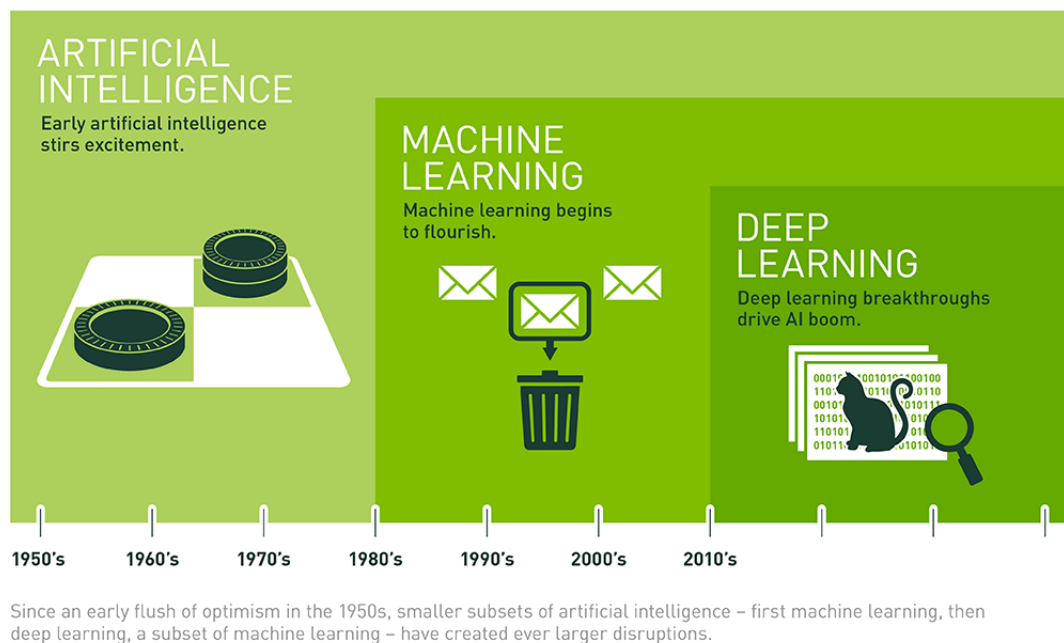 ARTIFICIAL
INTELLIGENCE
Early artificial intelligence
stirs excitement.
MACHINE
LEARNING
Machine learning begins
to flourish.
DEEP
LEARNING
Deep learning breakthroughs
drive AI boom.
1950's 1960's 1970's 1980's 1990's 2000's 2010's
Since an early flush of optimism in the 1950s, smaller subsets of artificial intelligence – first machine learning, then
deep learning, a subset of machine learning – have created ever larger disruptions.